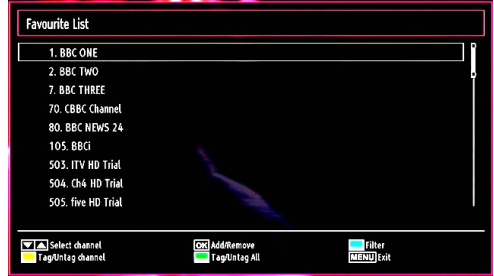 Favourite List
1. BBC ONE
2. BBC TWO
7. BBC THREE
70. CBBC Channel
80. BBC NEWS 24
105. BBCi
503. ITV HD Trial
504. Ch4 HD Trial
505. five HD Trial
Select channel OK Add/Remove Filter
Tag/Untag channel Tag/Untag All MENU Exit